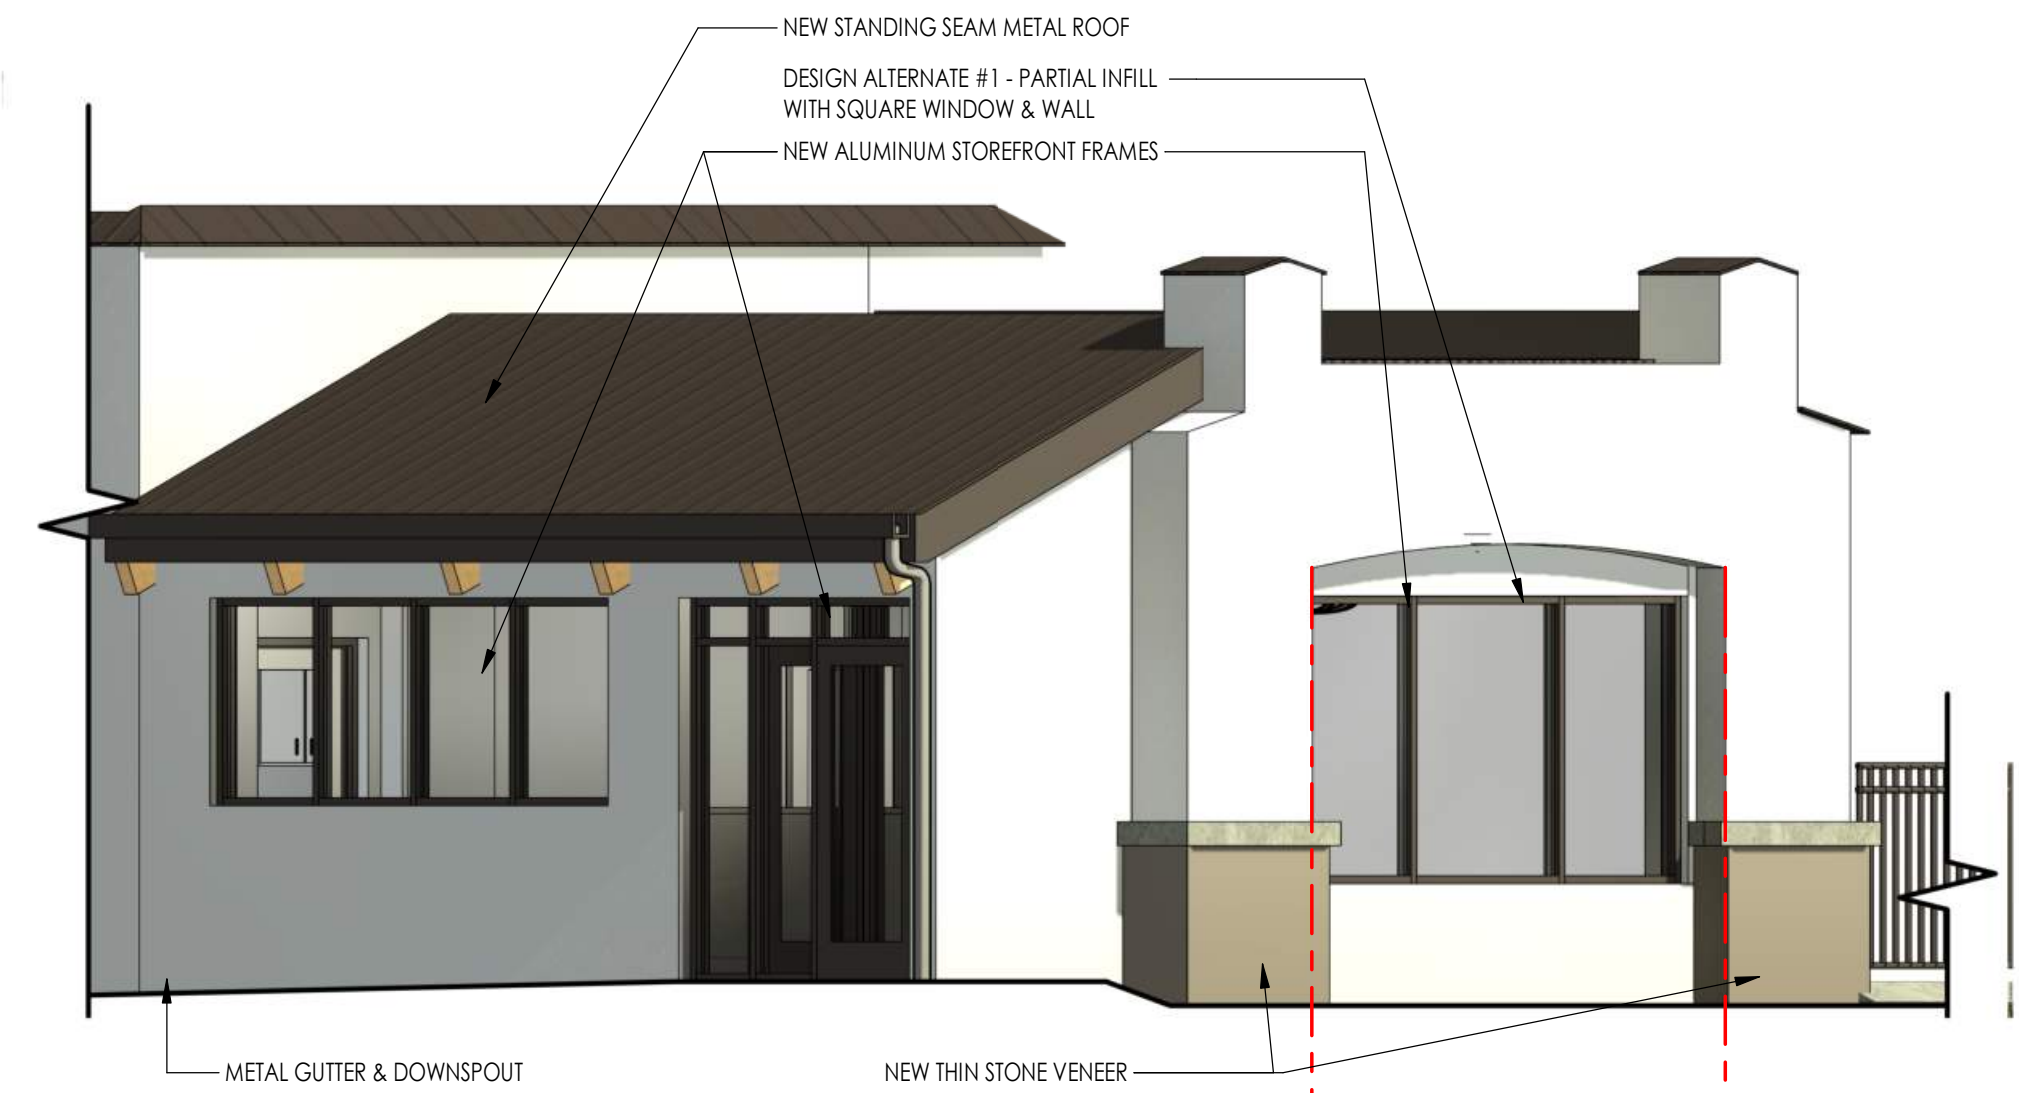 NEW STANDING SEAM METAL ROOF
DESIGN ALTERNATE #1 - PARTIAL INFILL
WITH SQUARE WINDOW & WALL
NEW ALUMINUM STOREFRONT FRAMES
METAL GUTTER & DOWNSPOUT
NEW THIN STONE VENEER